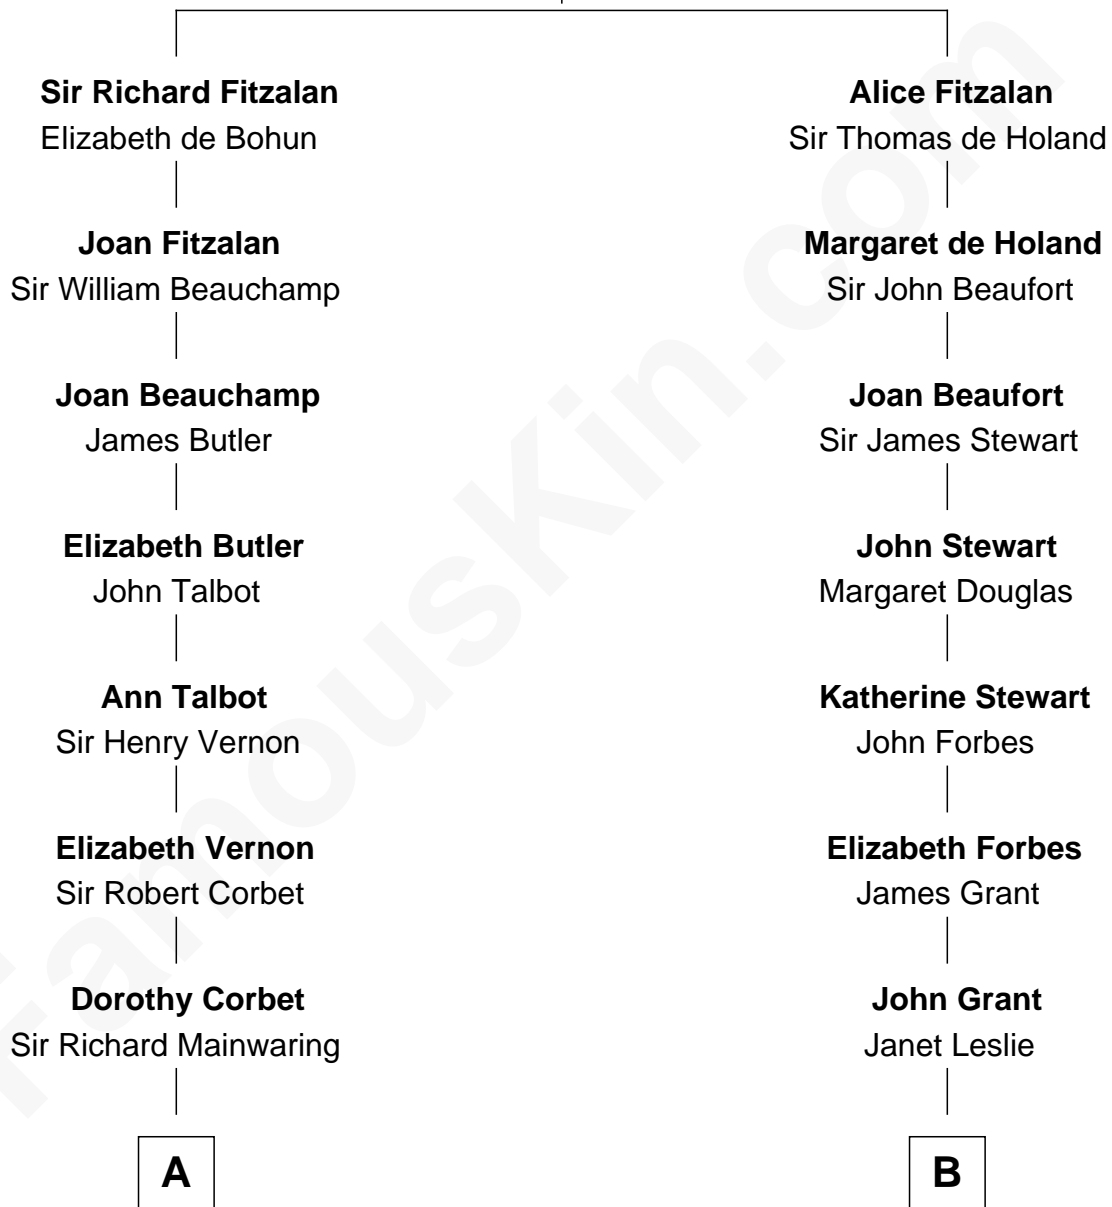 Sir Richard Fitzalan
Elizabeth de Bohun
Alice Fitzalan
Sir Thomas de Holand
Joan Fitzalan
Sir William Beauchamp
Margaret de Holand
Sir John Beaufort
Joan Beauchamp
James Butler
Joan Beaufort
Sir James Stewart
Elizabeth Butler
John Talbot
John Stewart
Margaret Douglas
Ann Talbot
Sir Henry Vernon
Katherine Stewart
John Forbes
Elizabeth Vernon
Sir Robert Corbet
Elizabeth Forbes
James Grant
Dorothy Corbet
Sir Richard Mainwaring
John Grant
Janet Leslie
A
B
FamousKin.com